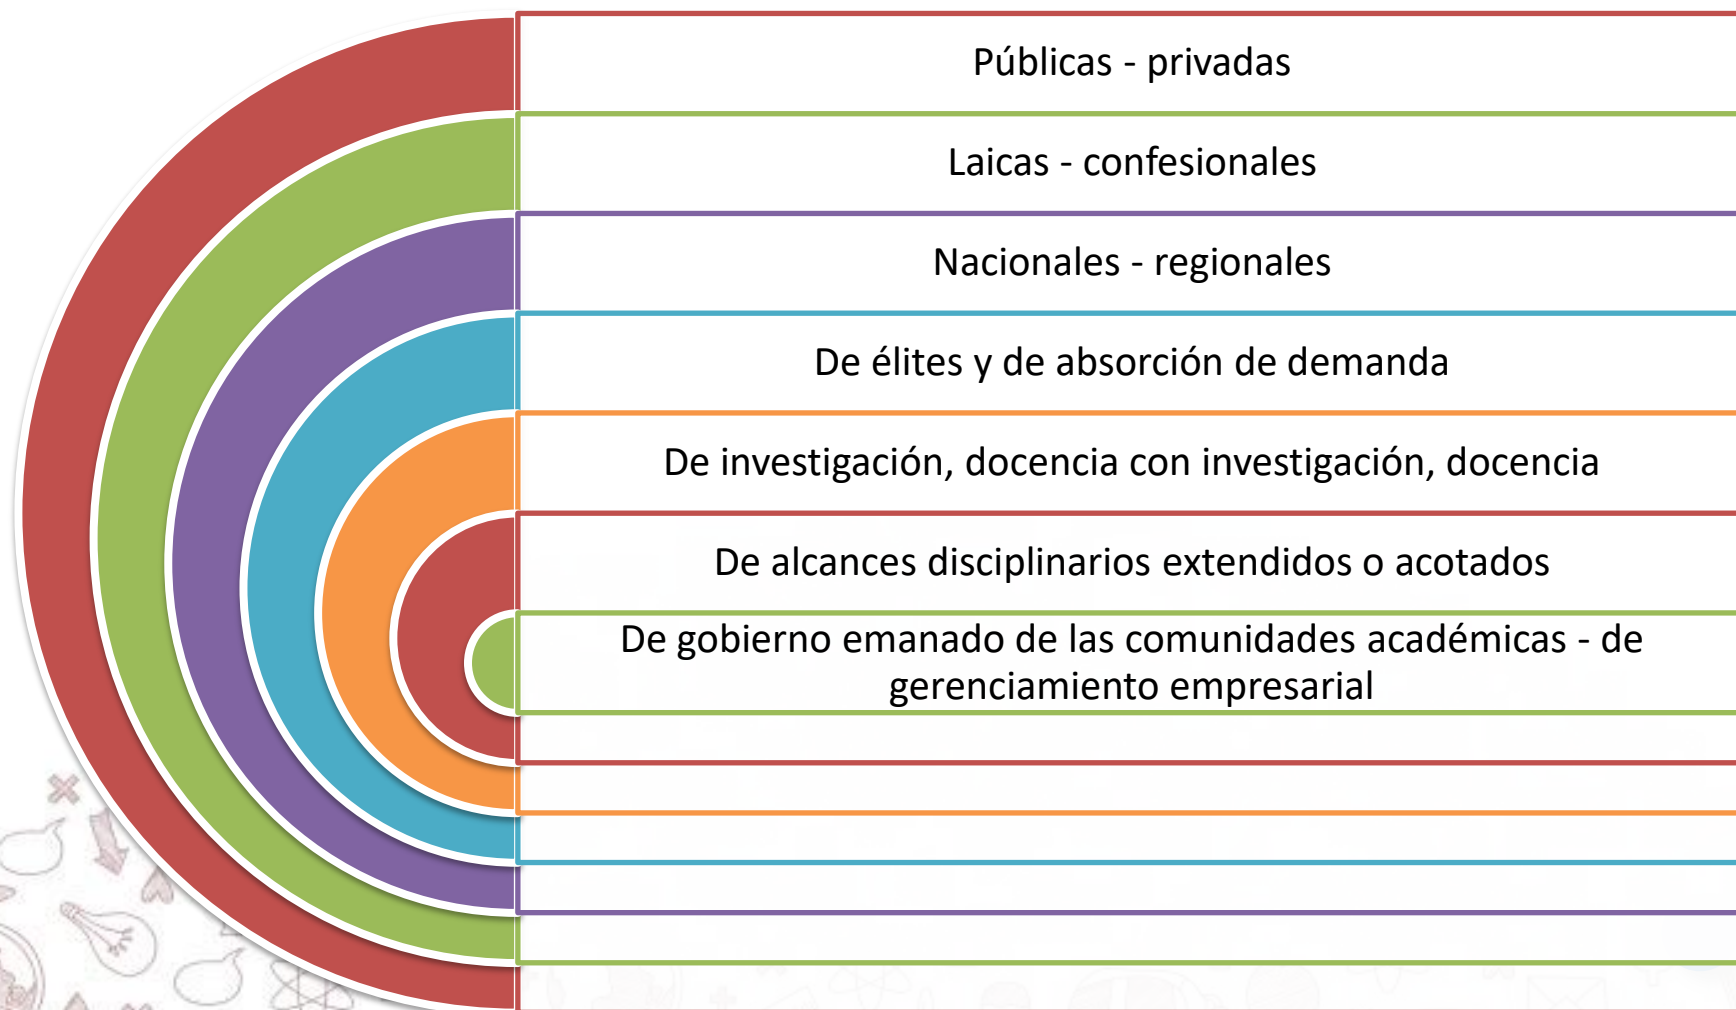 Públicas - privadas
Laicas - confesionales
Nacionales - regionales
De élites y de absorción de demanda
De investigación, docencia con investigación, docencia
De alcances disciplinarios extendidos o acotados
De gobierno emanado de las comunidades académicas - de
gerenciamiento empresarial